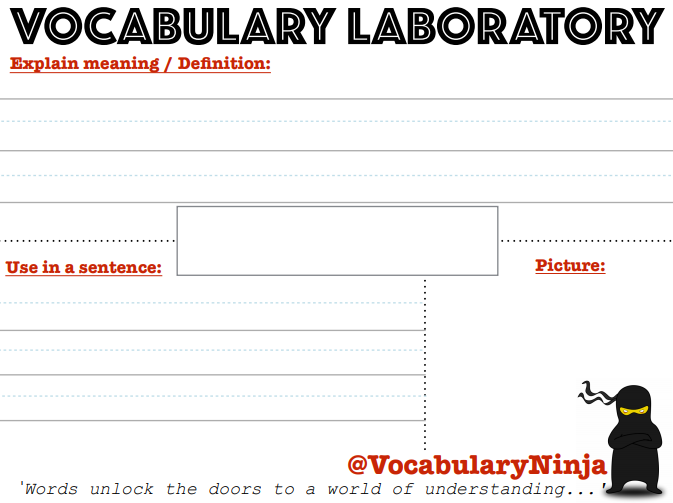 VOCABULARY LABORATORY
Explain meaning / Definition:
Use in a sentence:
Picture:
@VocabularyNinja
'Words unlock the doors to a world of understanding...'